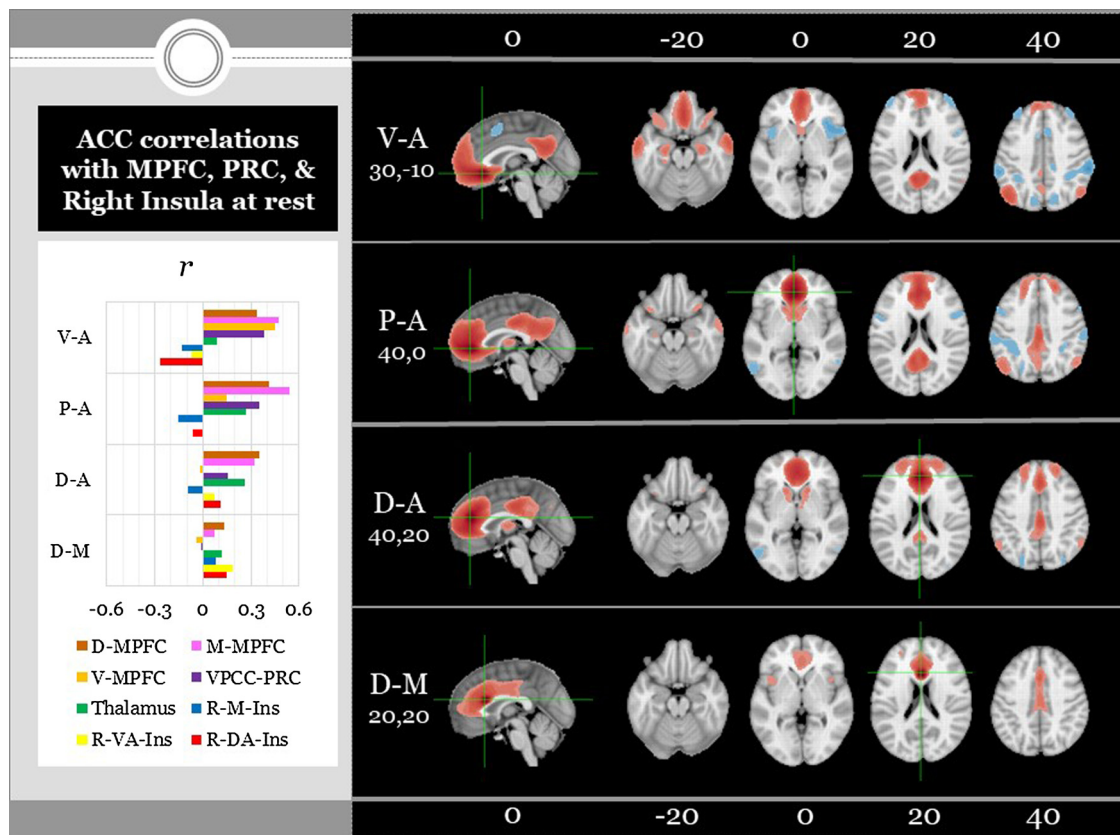 0 -20 0 20 40
ACC correlations
with MPFC, PRC, &
Right Insula at rest
r
V-A
P-A
D-A
D-M
-0.6 -0.3 0 0.3 0.6
D-MPFC M-MPFC
V-MPFC VPCC-PRC
Thalamus R-M-Ins
R-VA-Ins R-DA-Ins
V-A
30,-10
P-A
40,0
D-A
40,20
D-M
20,20
0 -20 0 20 40